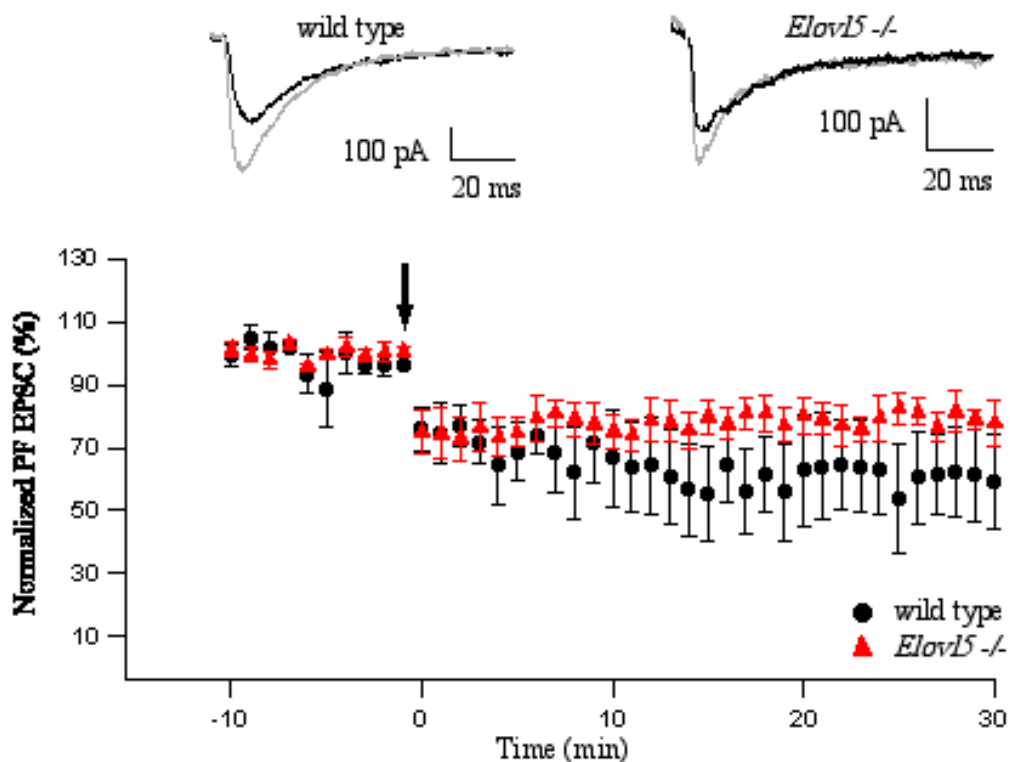 wild type
Elovl5 -/-
100 pA
20 ms
100 pA
20 ms
Normalized PF EPSC (%)
130
110
90
70
50
30
10
-10
0
10
20
30
Time (min)
wild type
Elovl5 -/-